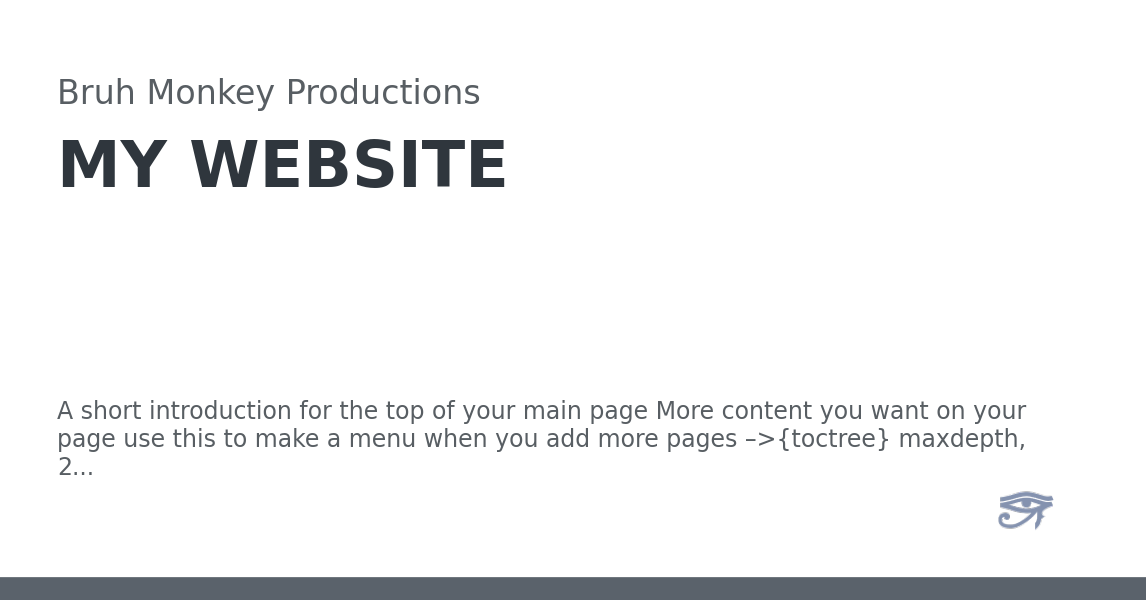 Bruh Monkey Productions
MY WEBSITE
A short introduction for the top of your main page More content you want on your
page use this to make a menu when you add more pages –>{toctree} maxdepth,
2...